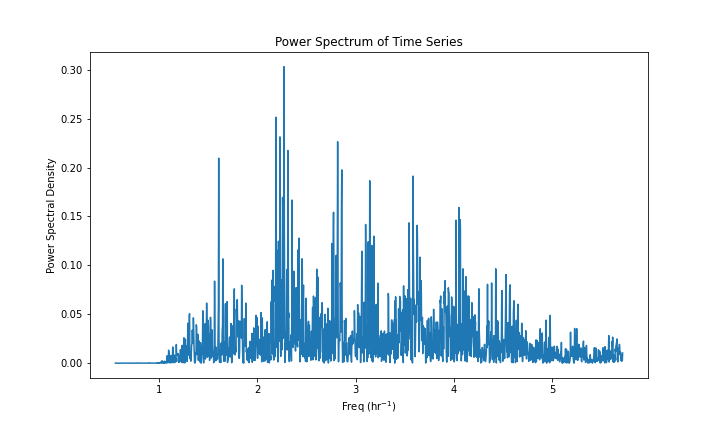 Power Spectrum of Time Series
0.30
0.25
0.20
0.15
0.10
0.05
0.00
Power Spectral Density
1 2 3 4 5
Freq (hr⁻¹)